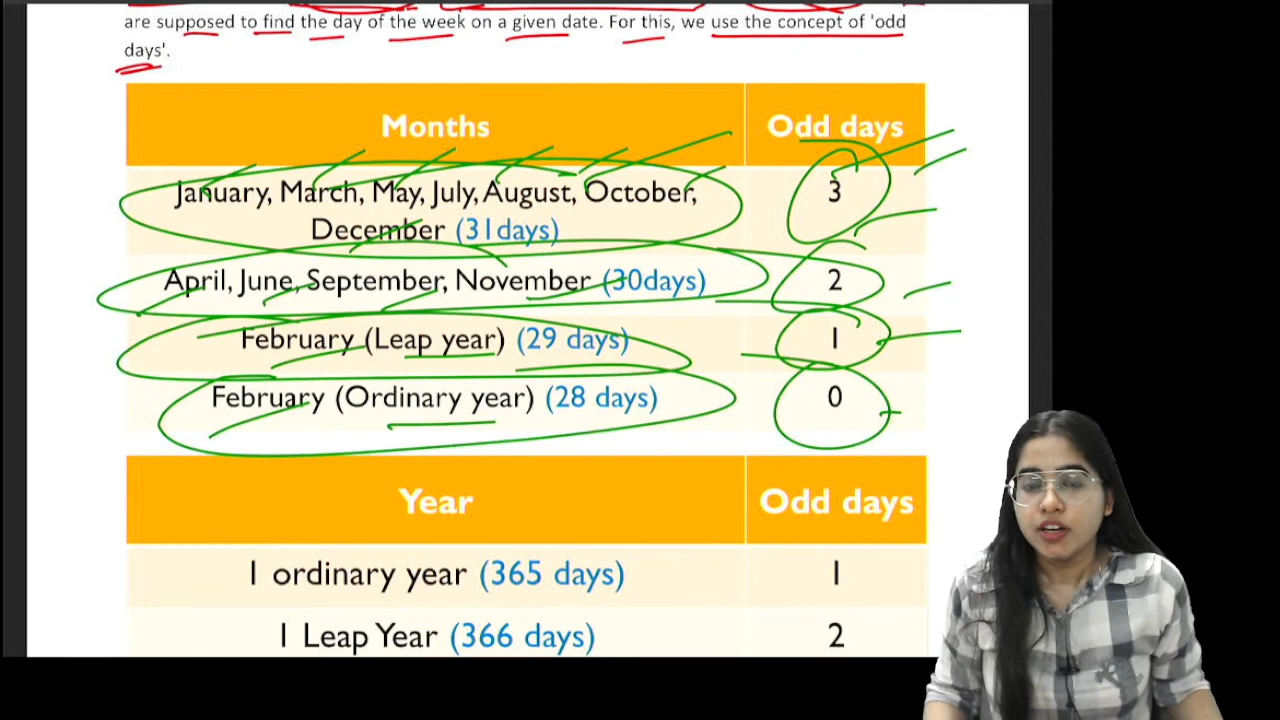 are supposed to find the day of the week on a given date. For this, we use the concept of 'odd
days'.
Months Odd days
January, March, May, July, August, October, 3
December (31days)
April, June, September, November (30days) 2
February (Leap year) (29 days) 1
February (Ordinary year) (28 days) 0
Year Odd days
1 ordinary year (365 days) 1
1 Leap Year (366 days) 2